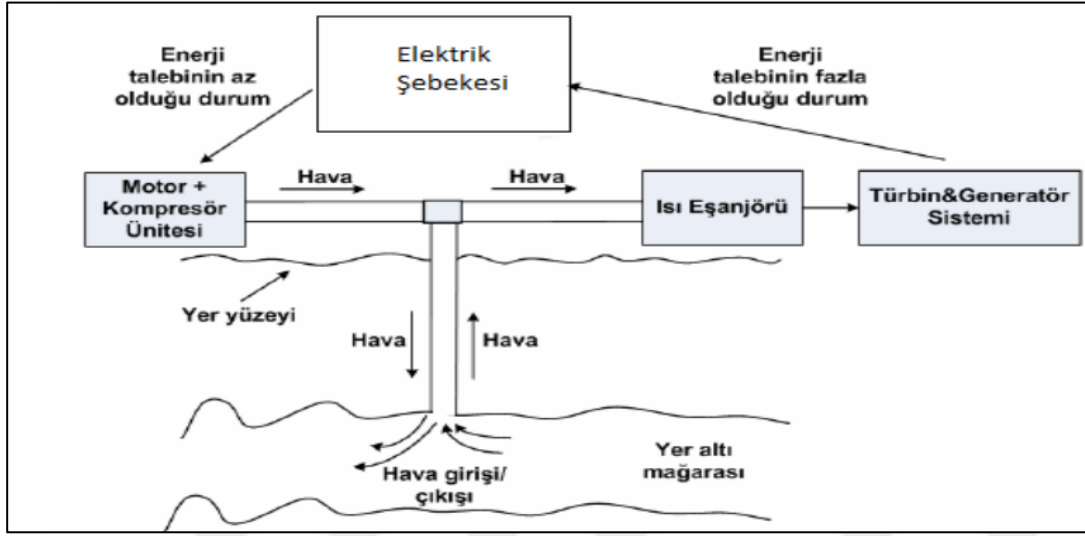 Enerji
talebinin az
olduğu durum
Elektrik
Şebekesi
Enerji
talebinin fazla
olduğu durum
Motor +
Kompresör
Ünitesi
Hava
Hava
Isı Eşanjörü
Türbin&Generatör
Sistemi
Yer yüzeyi
Hava
Hava
Hava girişi/
çıkışı
Yer altı
mağarası